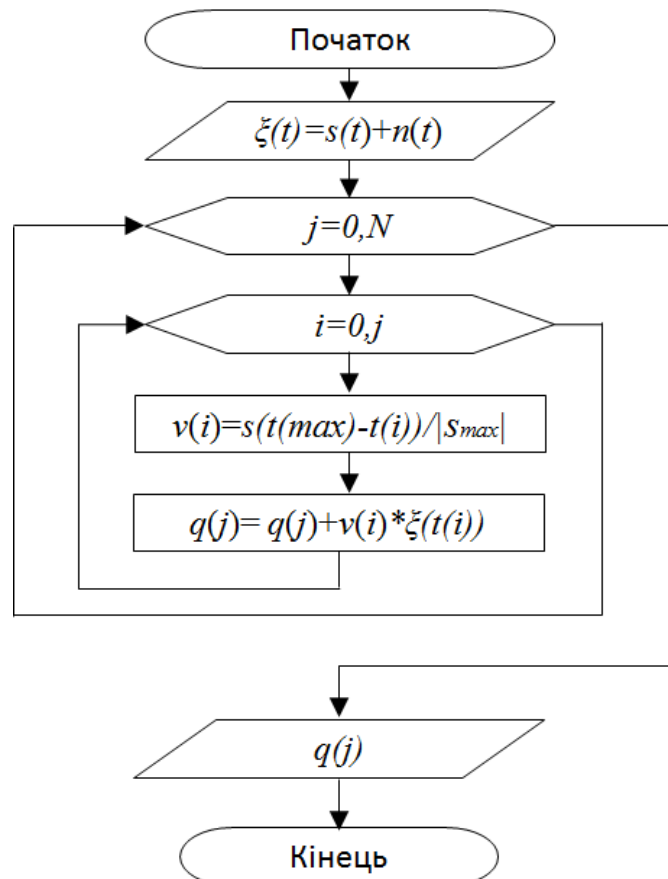 Початок
ξ(t)=s(t)+n(t)
j=0,N
i=0,j
v(i)=s(t(max)-t(i))/|smax|
q(j)= q(j)+v(i)*ξ(t(i))
q(j)
Кінець